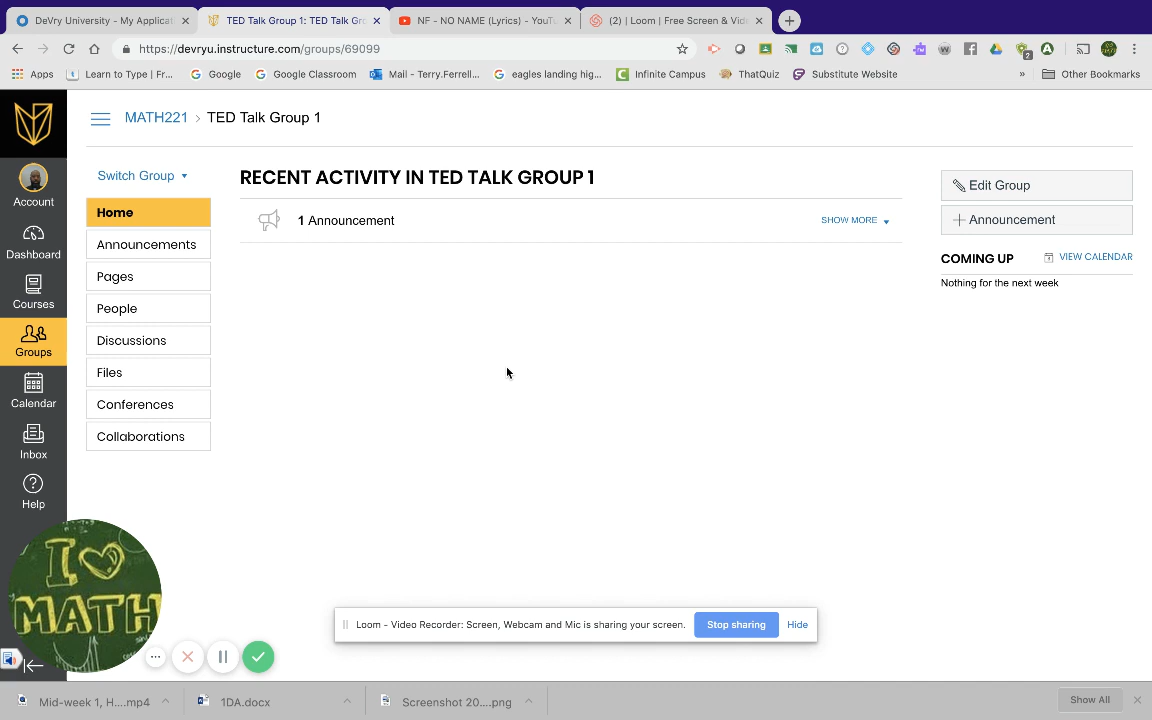 DeVry University - My Applicat
TED Talk Group 1: TED Talk Gr
NF - NO NAME (Lyrics) - YouTu
(2) | Loom | Free Screen & Vide
https://devryu.instructure.com/groups/69099
Apps
Learn to Type | Fr...
Google
Google Classroom
Mail - Terry.Ferrell...
eagles landing hig...
Infinite Campus
ThatQuiz
Substitute Website
»
Other Bookmarks
MATH221 › TED Talk Group 1
Account
Dashboard
Courses
Groups
Calendar
Inbox
Help
Switch Group
Home
Announcements
Pages
People
Discussions
Files
Conferences
Collaborations
RECENT ACTIVITY IN TED TALK GROUP 1
1 Announcement
SHOW MORE
Edit Group
Announcement
COMING UP
VIEW CALENDAR
Nothing for the next week
I
MATH
Loom - Video Recorder: Screen, Webcam and Mic is sharing your screen.
Stop sharing
Hide
Mid-week 1, H....mp4
1DA.docx
Screenshot 20....png
Show All